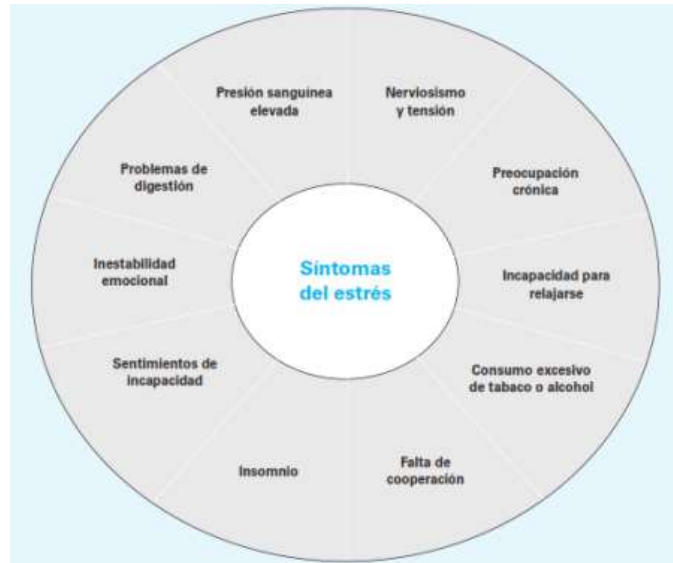 Síntomas
del estrés
Nerviosismo
y tensión
Preocupación
crónica
Incapacidad para
relajarse
Consumo excesivo
de tabaco o alcohol
Falta de
cooperación
Insomnio
Sentimientos de
incapacidad
Inestabilidad
emocional
Problemas de
digestión
Presión sanguínea
elevada